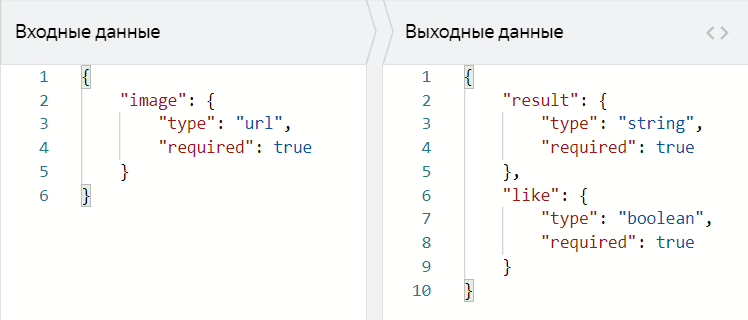 Входные данные
1 {
2 "image": {
3 "type": "url",
4 "required": true
5 }
6 }
Выходные данные
1 {
2 "result": {
3 "type": "string",
4 "required": true
5 },
6 "like": {
7 "type": "boolean",
8 "required": true
9 }
10 }